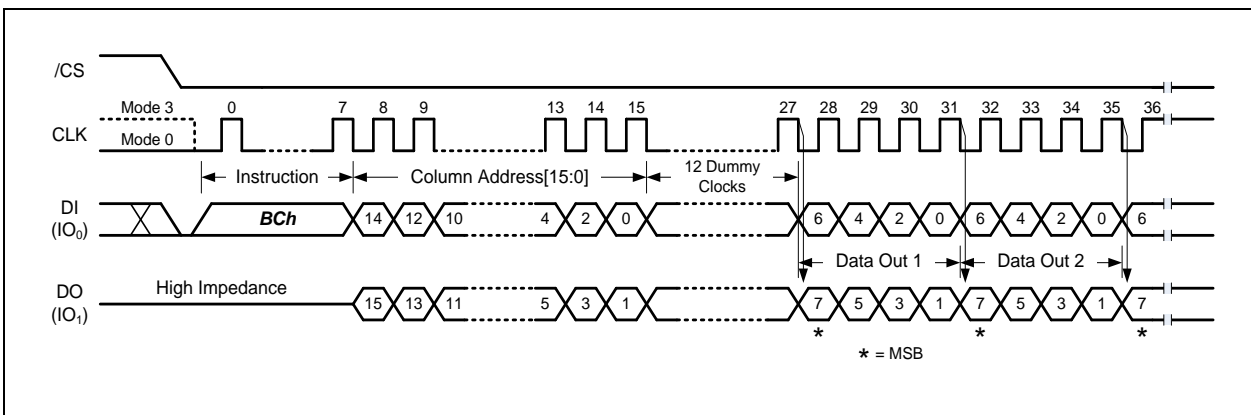 /CS
Mode 3 0 7 8 9 13 14 15 27 28 29 30 31 32 33 34 35 36
CLK Mode 0
Instruction Column Address[15:0] 12 Dummy Clocks
DI (IO0) BCh 14 12 10 4 2 0 6 4 2 0 6 4 2 0 6
Data Out 1 Data Out 2
DO (IO1) High Impedance 15 13 11 5 3 1 7 5 3 1 7 5 3 1 7
* * *
* = MSB